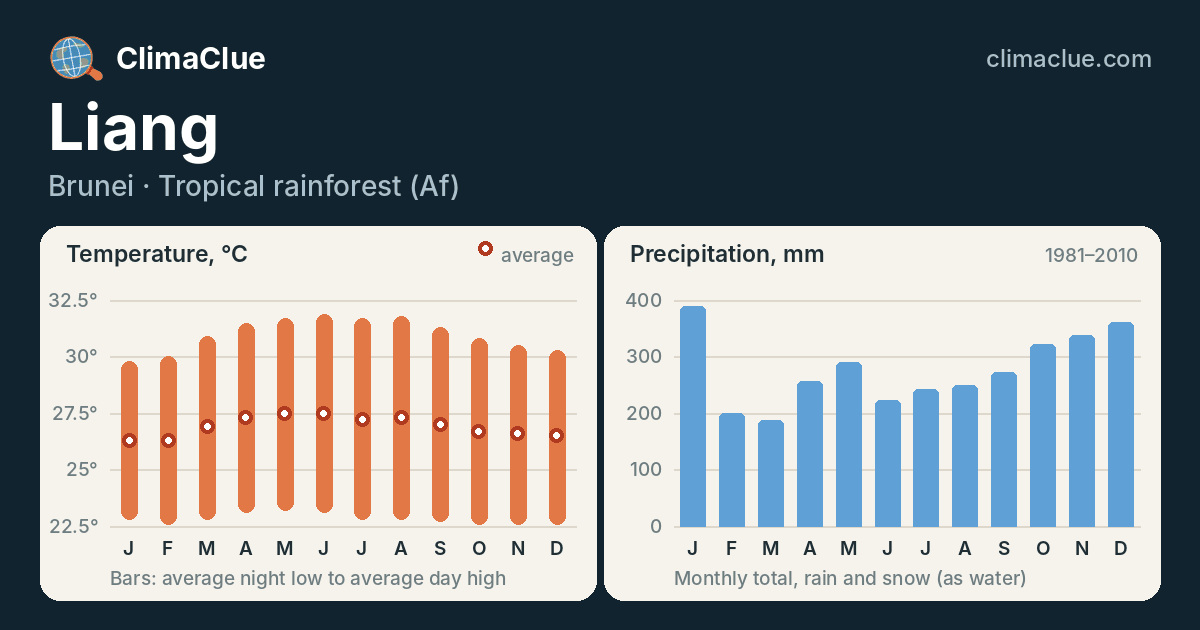 ClimaClue
climaclue.com
Liang
Brunei · Tropical rainforest (Af)
Temperature, °C
average
32.5°
30°
27.5°
25°
22.5°
J F M A M J J A S O N D
Bars: average night low to average day high
Precipitation, mm
1981–2010
400
300
200
100
0
J F M A M J J A S O N D
Monthly total, rain and snow (as water)